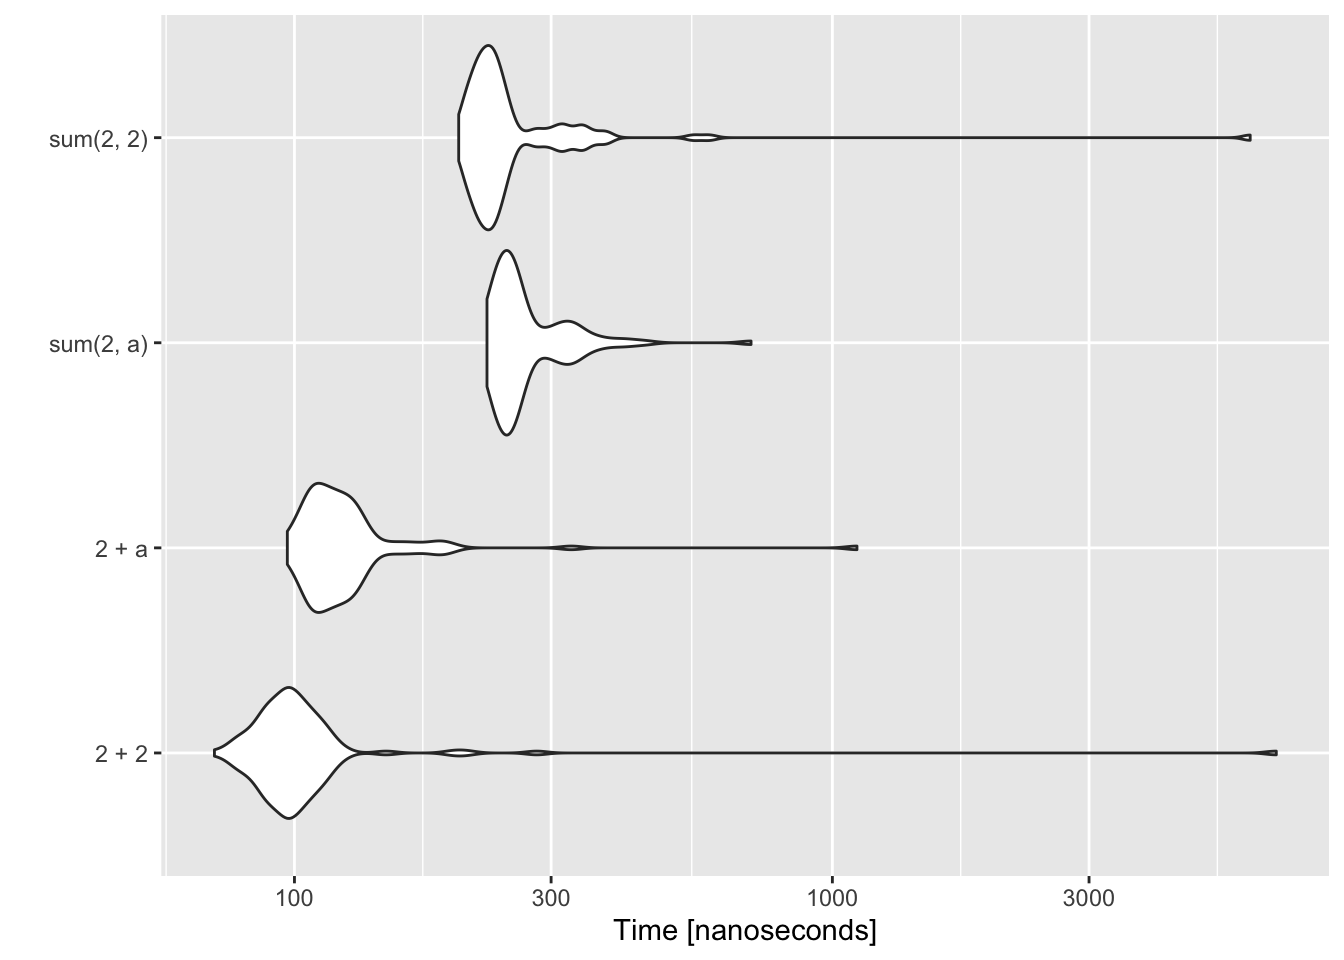 sum(2, 2)
sum(2, a)
2 + a
2 + 2
100 300 1000 3000
Time [nanoseconds]